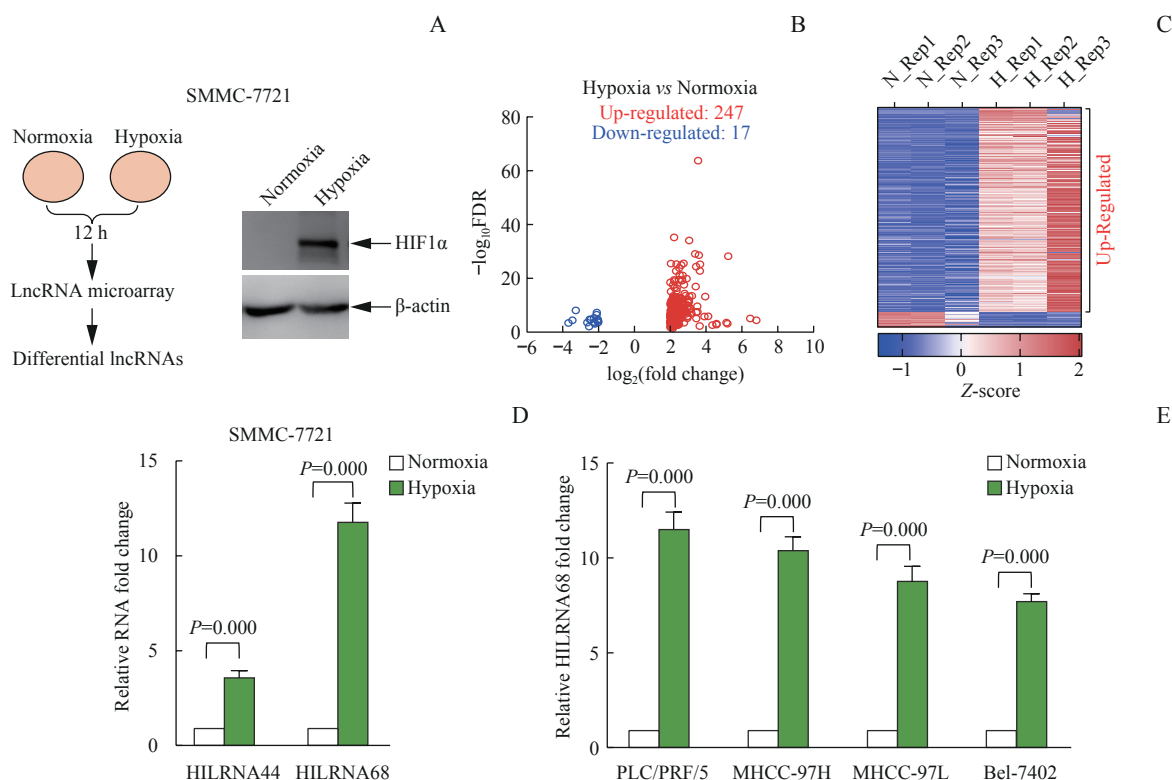 A
SMMC-7721
Normoxia
Hypoxia
12 h
LncRNA microarray
Differential lncRNAs
Normoxia
Hypoxia
HIF1α
β-actin
B
Hypoxia vs Normoxia
Up-regulated: 247
Down-regulated: 17
−log₁₀FDR
80
60
40
20
0
−6 −4 −2 0 2 4 6 8 10
log₂(fold change)
C
N_Rep1
N_Rep2
N_Rep3
H_Rep1
H_Rep2
H_Rep3
Up-Regulated
−1 0 1 2
Z-score
D
SMMC-7721
Normoxia
Hypoxia
Relative RNA fold change
15
10
5
0
P=0.000
P=0.000
HILRNA44 HILRNA68
E
Normoxia
Hypoxia
Relative HILRNA68 fold change
15
10
5
0
P=0.000
P=0.000
P=0.000
P=0.000
PLC/PRF/5 MHCC-97H MHCC-97L Bel-7402